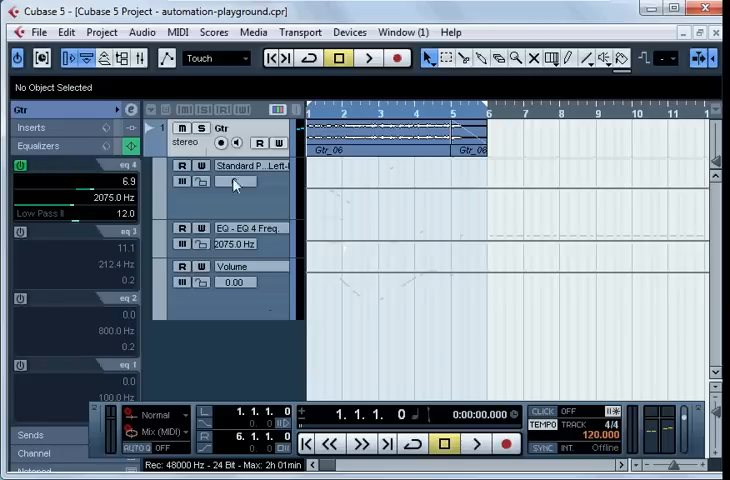 Cubase 5 - [Cubase 5 Project - automation-playground.cpr]
File Edit Project Audio MIDI Scores Media Transport Devices Window (1) Help
Touch
No Object Selected
Gtr
Inserts
Equalizers
eq 4
6.9
2075.0 Hz
Low Pass II 12.0
eq 3
11.1
212.4 Hz
0.2
eq 2
0.0
800.0 Hz
0.2
eq 1
0.0
100.0 Hz
Sends
Channel
1 2 3 4 5 6 7 8 9 10 11
1 M S Gtr
stereo R W
Gtr_06 Gtr_06
R W Standard P...Left-
R W EQ - EQ 4 Freq.
2075.0 Hz
R W Volume
0.00
Normal
Mix (MIDI)
AUTO Q OFF
L 1. 1. 1. 0
R 6. 1. 1. 0
1. 1. 1. 0
0:00:00.000
CLICK OFF
TEMPO TRACK 4/4
120.000
SYNC INT. Offline
Rec: 48000 Hz - 24 Bit - Max: 2h 01min